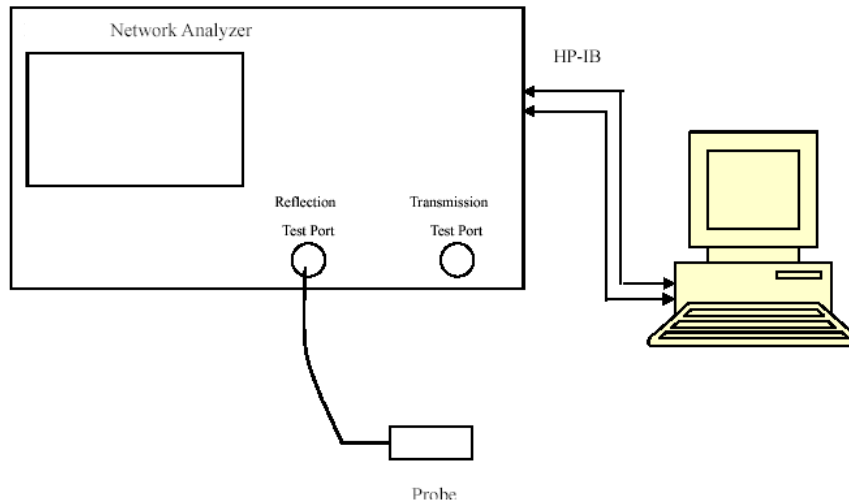 Network Analyzer
HP-IB
Reflection
Test Port
Transmission
Test Port
Probe